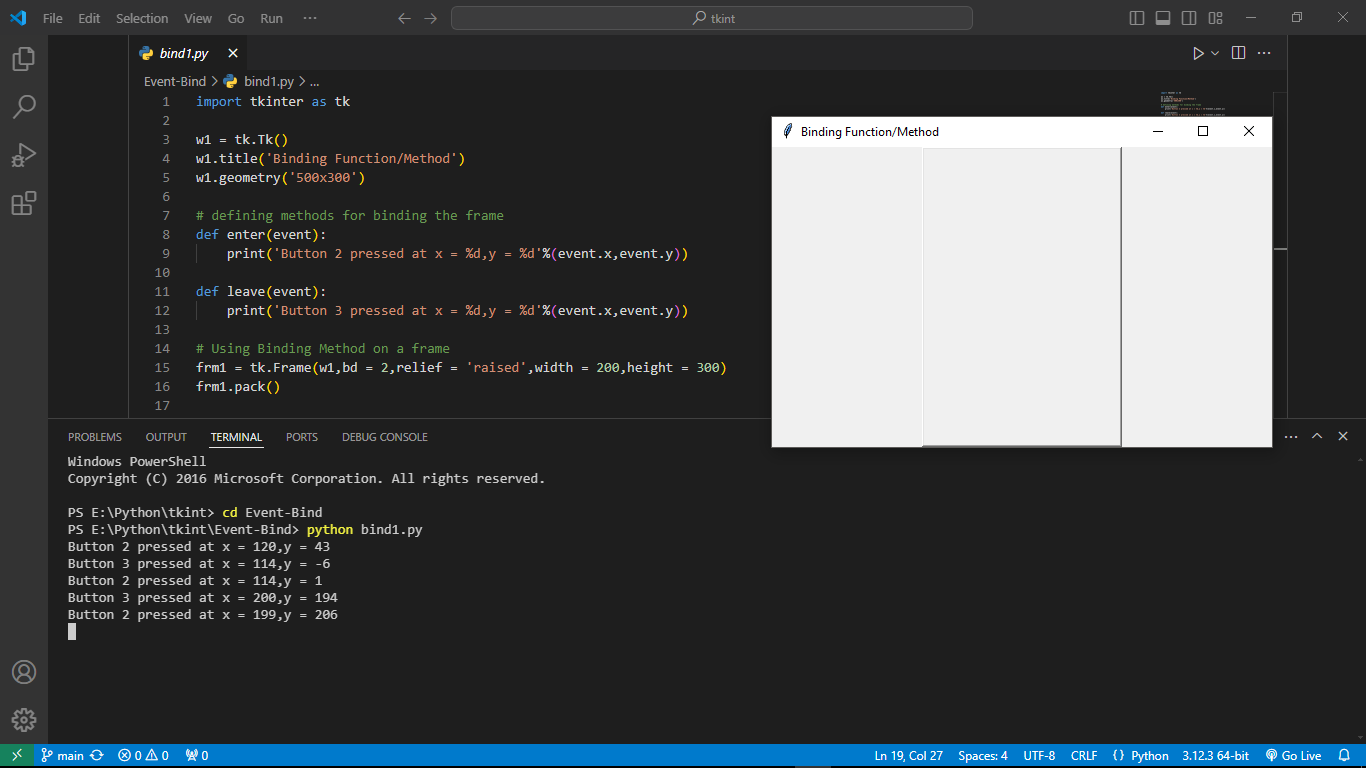 File Edit Selection View Go Run ···
tkint
bind1.py
Event-Bind > bind1.py > ...
1 import tkinter as tk
2
3 w1 = tk.Tk()
4 w1.title('Binding Function/Method')
5 w1.geometry('500x300')
6
7 # defining methods for binding the frame
8 def enter(event):
9 print('Button 2 pressed at x = %d,y = %d'%(event.x,event.y))
10
11 def leave(event):
12 print('Button 3 pressed at x = %d,y = %d'%(event.x,event.y))
13
14 # Using Binding Method on a frame
15 frm1 = tk.Frame(w1,bd = 2,relief = 'raised',width = 200,height = 300)
16 frm1.pack()
17
Binding Function/Method
PROBLEMS OUTPUT TERMINAL PORTS DEBUG CONSOLE
Windows PowerShell
Copyright (C) 2016 Microsoft Corporation. All rights reserved.
PS E:\Python\tkint> cd Event-Bind
PS E:\Python\tkint\Event-Bind> python bind1.py
Button 2 pressed at x = 120,y = 43
Button 3 pressed at x = 114,y = -6
Button 2 pressed at x = 114,y = 1
Button 3 pressed at x = 200,y = 194
Button 2 pressed at x = 199,y = 206
main 0 0 0 Ln 19, Col 27 Spaces: 4 UTF-8 CRLF {} Python 3.12.3 64-bit Go Live